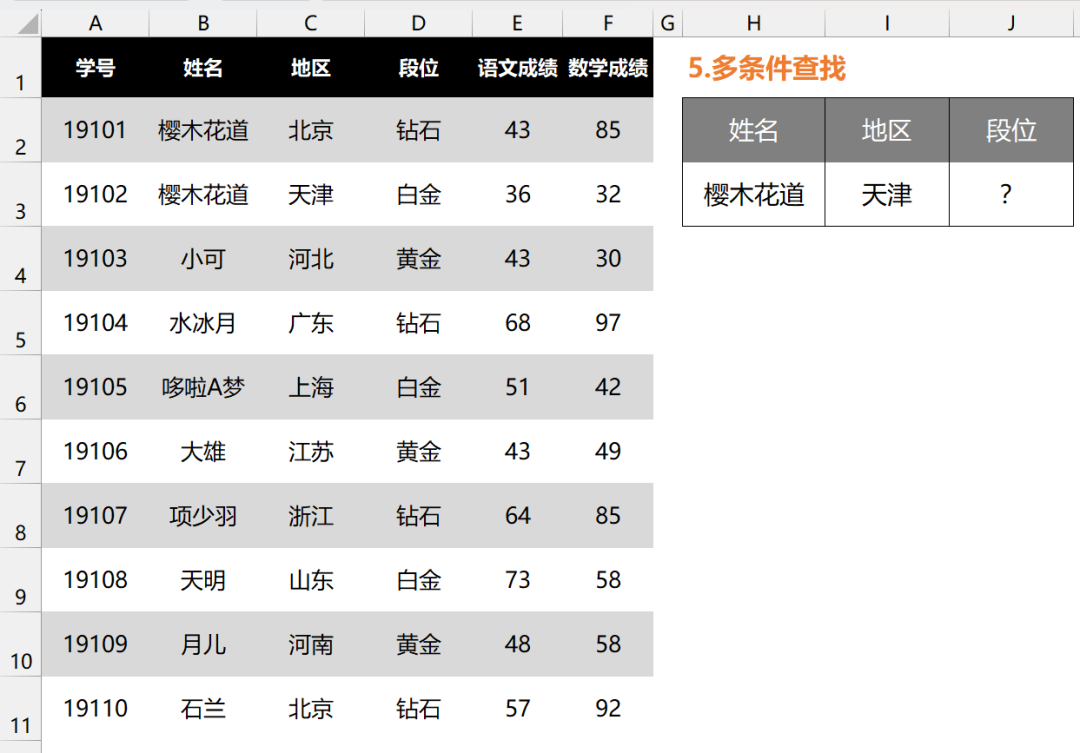 A B C D E F G H I J
1 学号 姓名 地区 段位 语文成绩 数学成绩 5.多条件查找
2 19101 樱木花道 北京 钻石 43 85 姓名 地区 段位
3 19102 樱木花道 天津 白金 36 32 樱木花道 天津 ？
4 19103 小可 河北 黄金 43 30
5 19104 水冰月 广东 钻石 68 97
6 19105 哆啦A梦 上海 白金 51 42
7 19106 大雄 江苏 黄金 43 49
8 19107 项少羽 浙江 钻石 64 85
9 19108 天明 山东 白金 73 58
10 19109 月儿 河南 黄金 48 58
11 19110 石兰 北京 钻石 57 92